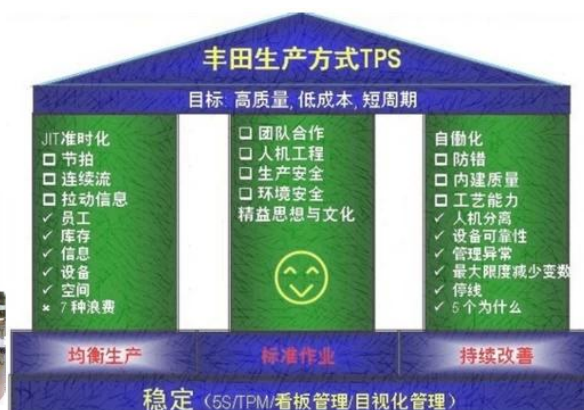 丰田生产方式TPS
目标: 高质量, 低成本, 短周期
JIT准时化
节拍
连续流
拉动信息
员工
库存
信息
设备
空间
7种浪费
团队合作
人机工程
生产安全
环境安全
精益思想与文化
自働化
防错
内建质量
工艺能力
人机分离
设备可靠性
管理异常
最大限度减少变数
停线
5个为什么
均衡生产
标准作业
持续改善
稳定（5S/TPM/看板管理/目视化管理）